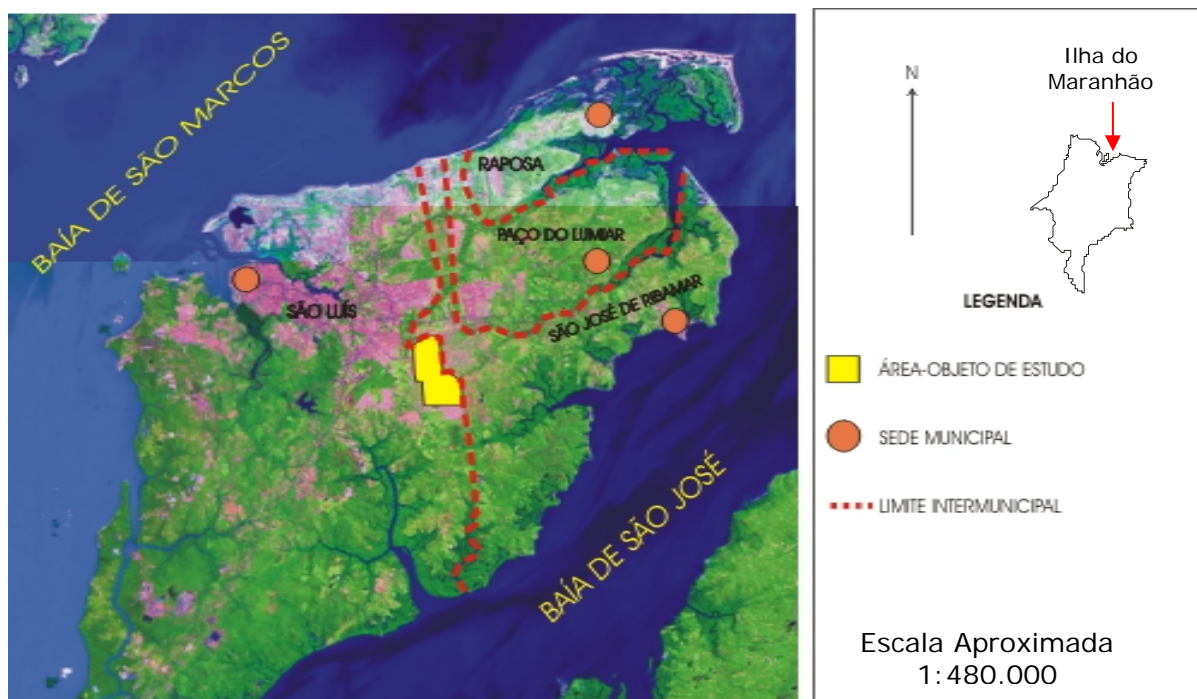 BAÍA DE SÃO MARCOS
RAPOSA
PAÇO DO LUMIAR
SÃO LUÍS
SÃO JOSÉ DE RIBAMAR
BAÍA DE SÃO JOSÉ
Ilha do
Maranhão
N
LEGENDA
ÁREA-OBJETO DE ESTUDO
SEDE MUNICIPAL
LIMITE INTERMUNICIPAL
Escala Aproximada
1:480.000